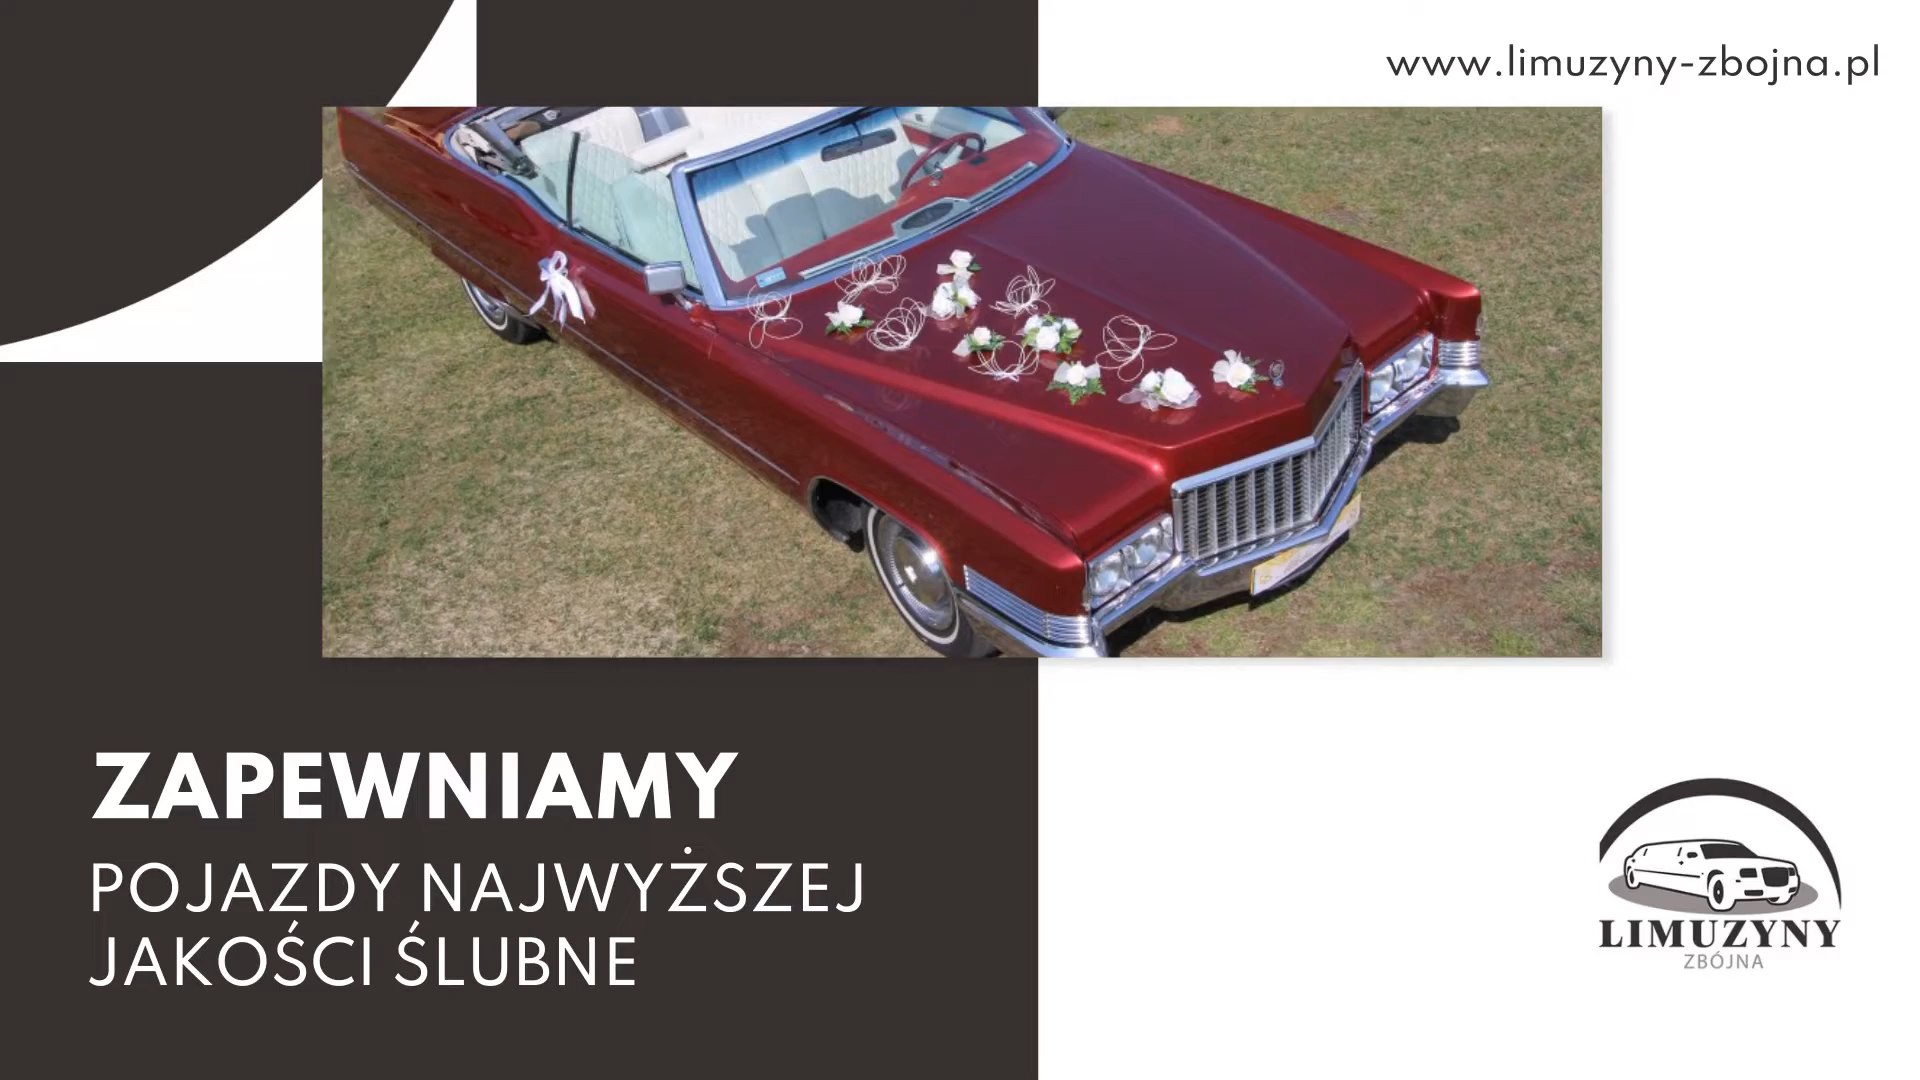 www.limuzyny-zbojna.pl
ZAPEWNIAMY
POJAZDY NAJWYŻSZEJ
JAKOŚCI ŚLUBNE
LIMUZYNY
ZBÓJNA